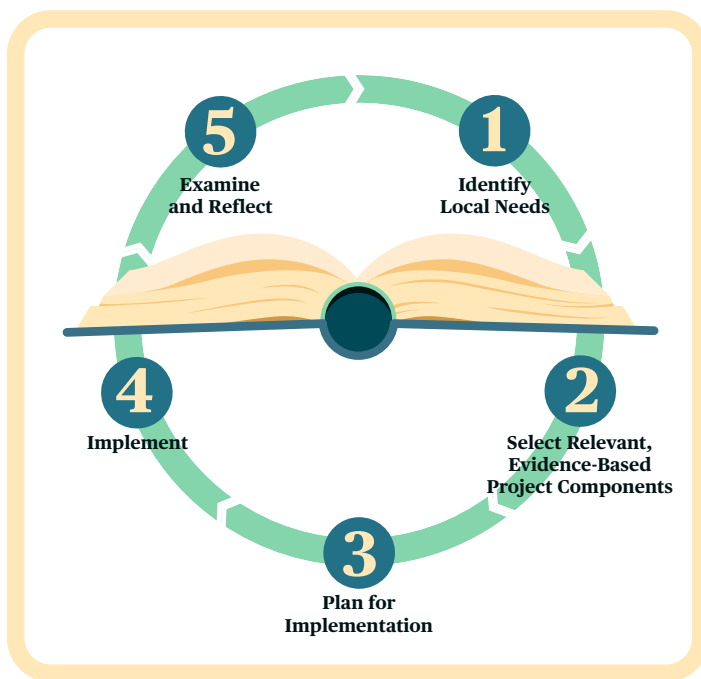 1
Identify
Local Needs
2
Select Relevant,
Evidence-Based
Project Components
3
Plan for
Implementation
4
Implement
5
Examine
and Reflect